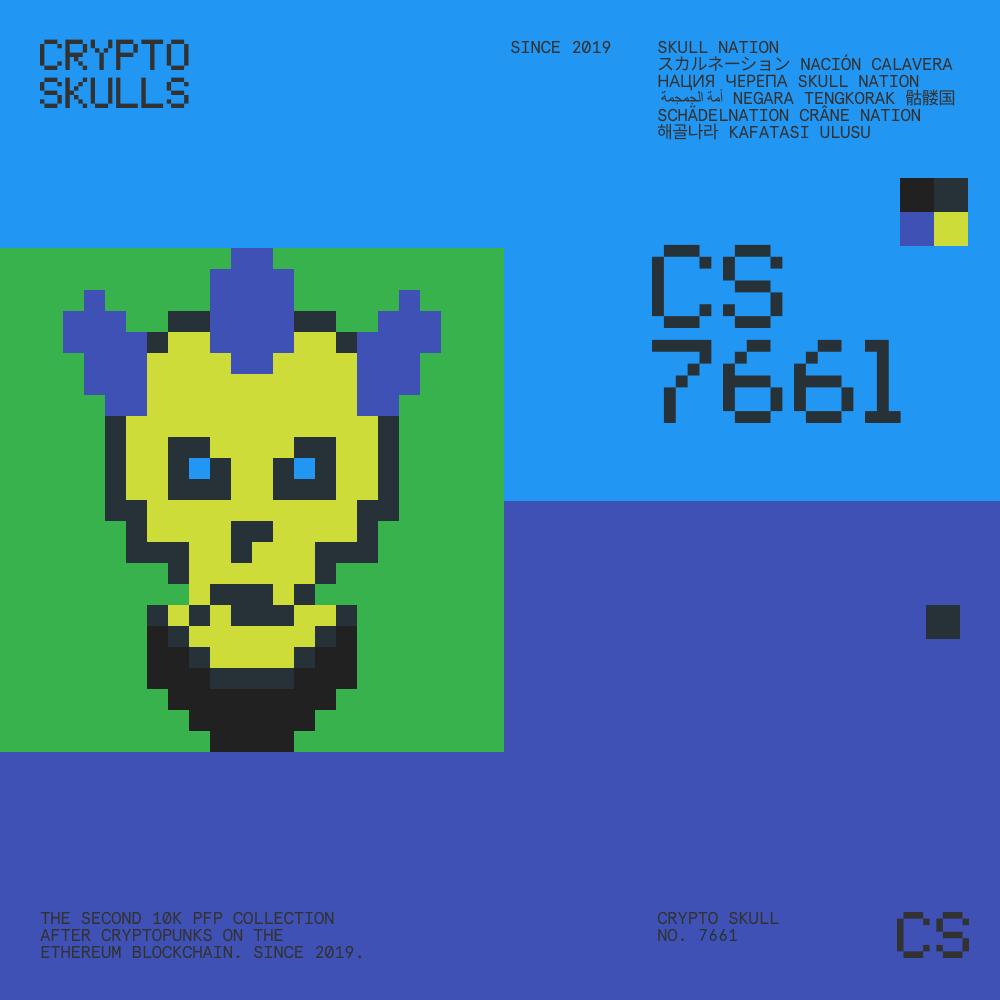 CRYPTO
SKULLS
SINCE 2019
SKULL NATION
スカルネーション NACIÓN CALAVERA
НАЦИЯ ЧЕРЕПА SKULL NATION
أمة الجمجمة NEGARA TENGKORAK 骷髅国
SCHÄDELNATION CRÂNE NATION
해골나라 KAFATASI ULUSU
CS
7661
THE SECOND 10K PFP COLLECTION
AFTER CRYPTOPUNKS ON THE
ETHEREUM BLOCKCHAIN. SINCE 2019.
CRYPTO SKULL
NO. 7661
CS